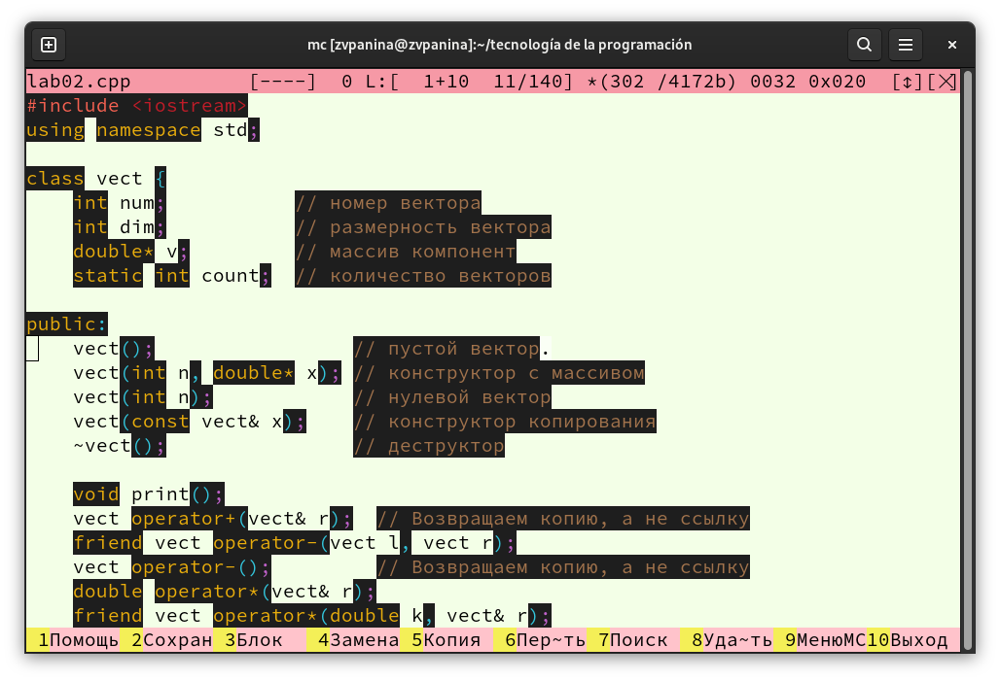 mc [zvpanina@zvpanina]:~/tecnología de la programación
lab02.cpp          [----]  0 L:[  1+10  11/140] *(302 /4172b) 0032 0x020  [↕][X]
#include <iostream>
using namespace std;
class vect {
    int num;           // номер вектора
    int dim;           // размерность вектора
    double* v;         // массив компонент
    static int count;  // количество векторов
public:
    vect();                 // пустой вектор.
    vect(int n, double* x); // конструктор с массивом
    vect(int n);            // нулевой вектор
    vect(const vect& x);    // конструктор копирования
    ~vect();                // деструктор
    void print();
    vect operator+(vect& r);  // Возвращаем копию, а не ссылку
    friend vect operator-(vect l, vect r);
    vect operator-();         // Возвращаем копию, а не ссылку
    double operator*(vect& r);
    friend vect operator*(double k, vect& r);
1Помощь 2Сохран 3Блок 4Замена 5Копия 6Пер~ть 7Поиск 8Уда~ть 9МенюMC 10Выход